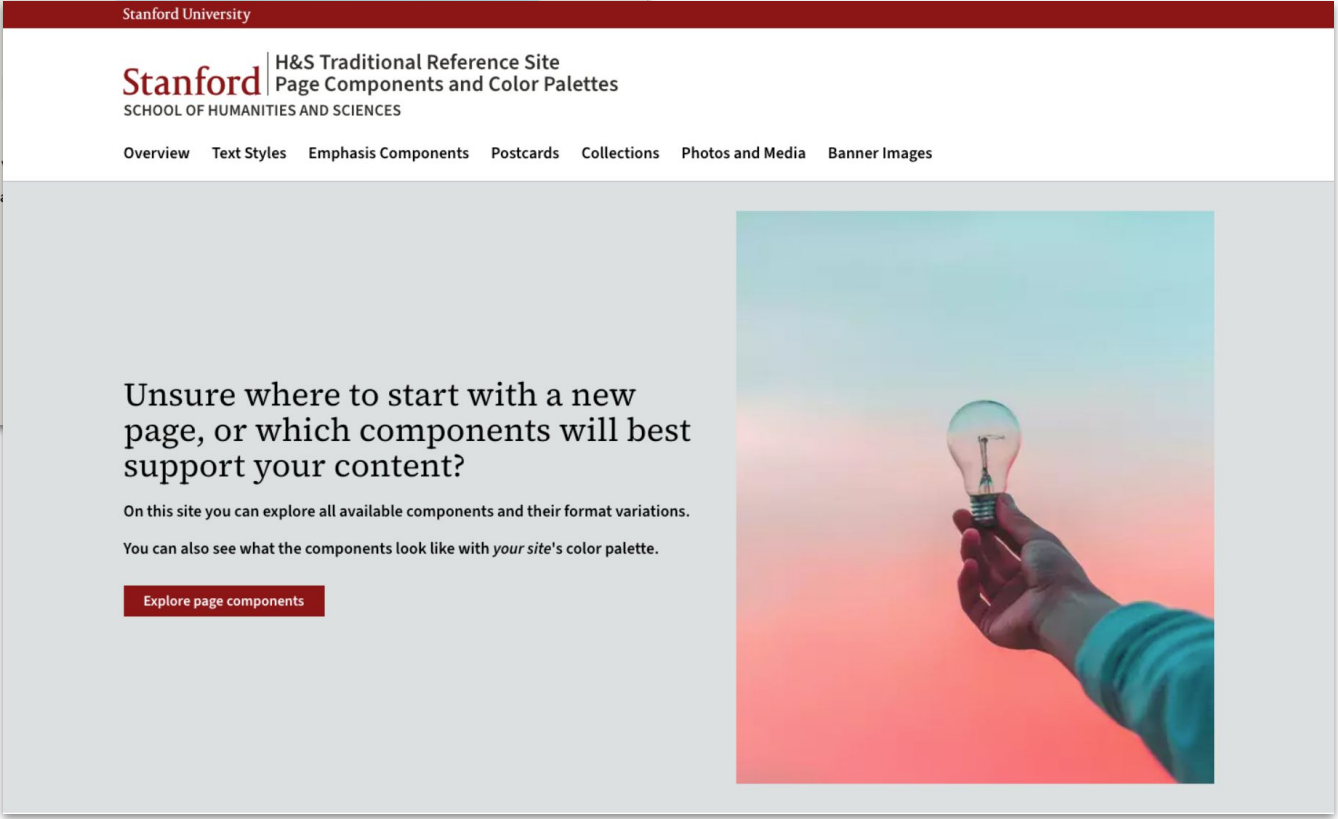 Stanford University
Stanford
H&S Traditional Reference Site
Page Components and Color Palettes
SCHOOL OF HUMANITIES AND SCIENCES
Overview Text Styles Emphasis Components Postcards Collections Photos and Media Banner Images
Unsure where to start with a new
page, or which components will best
support your content?
On this site you can explore all available components and their format variations.
You can also see what the components look like with your site's color palette.
Explore page components